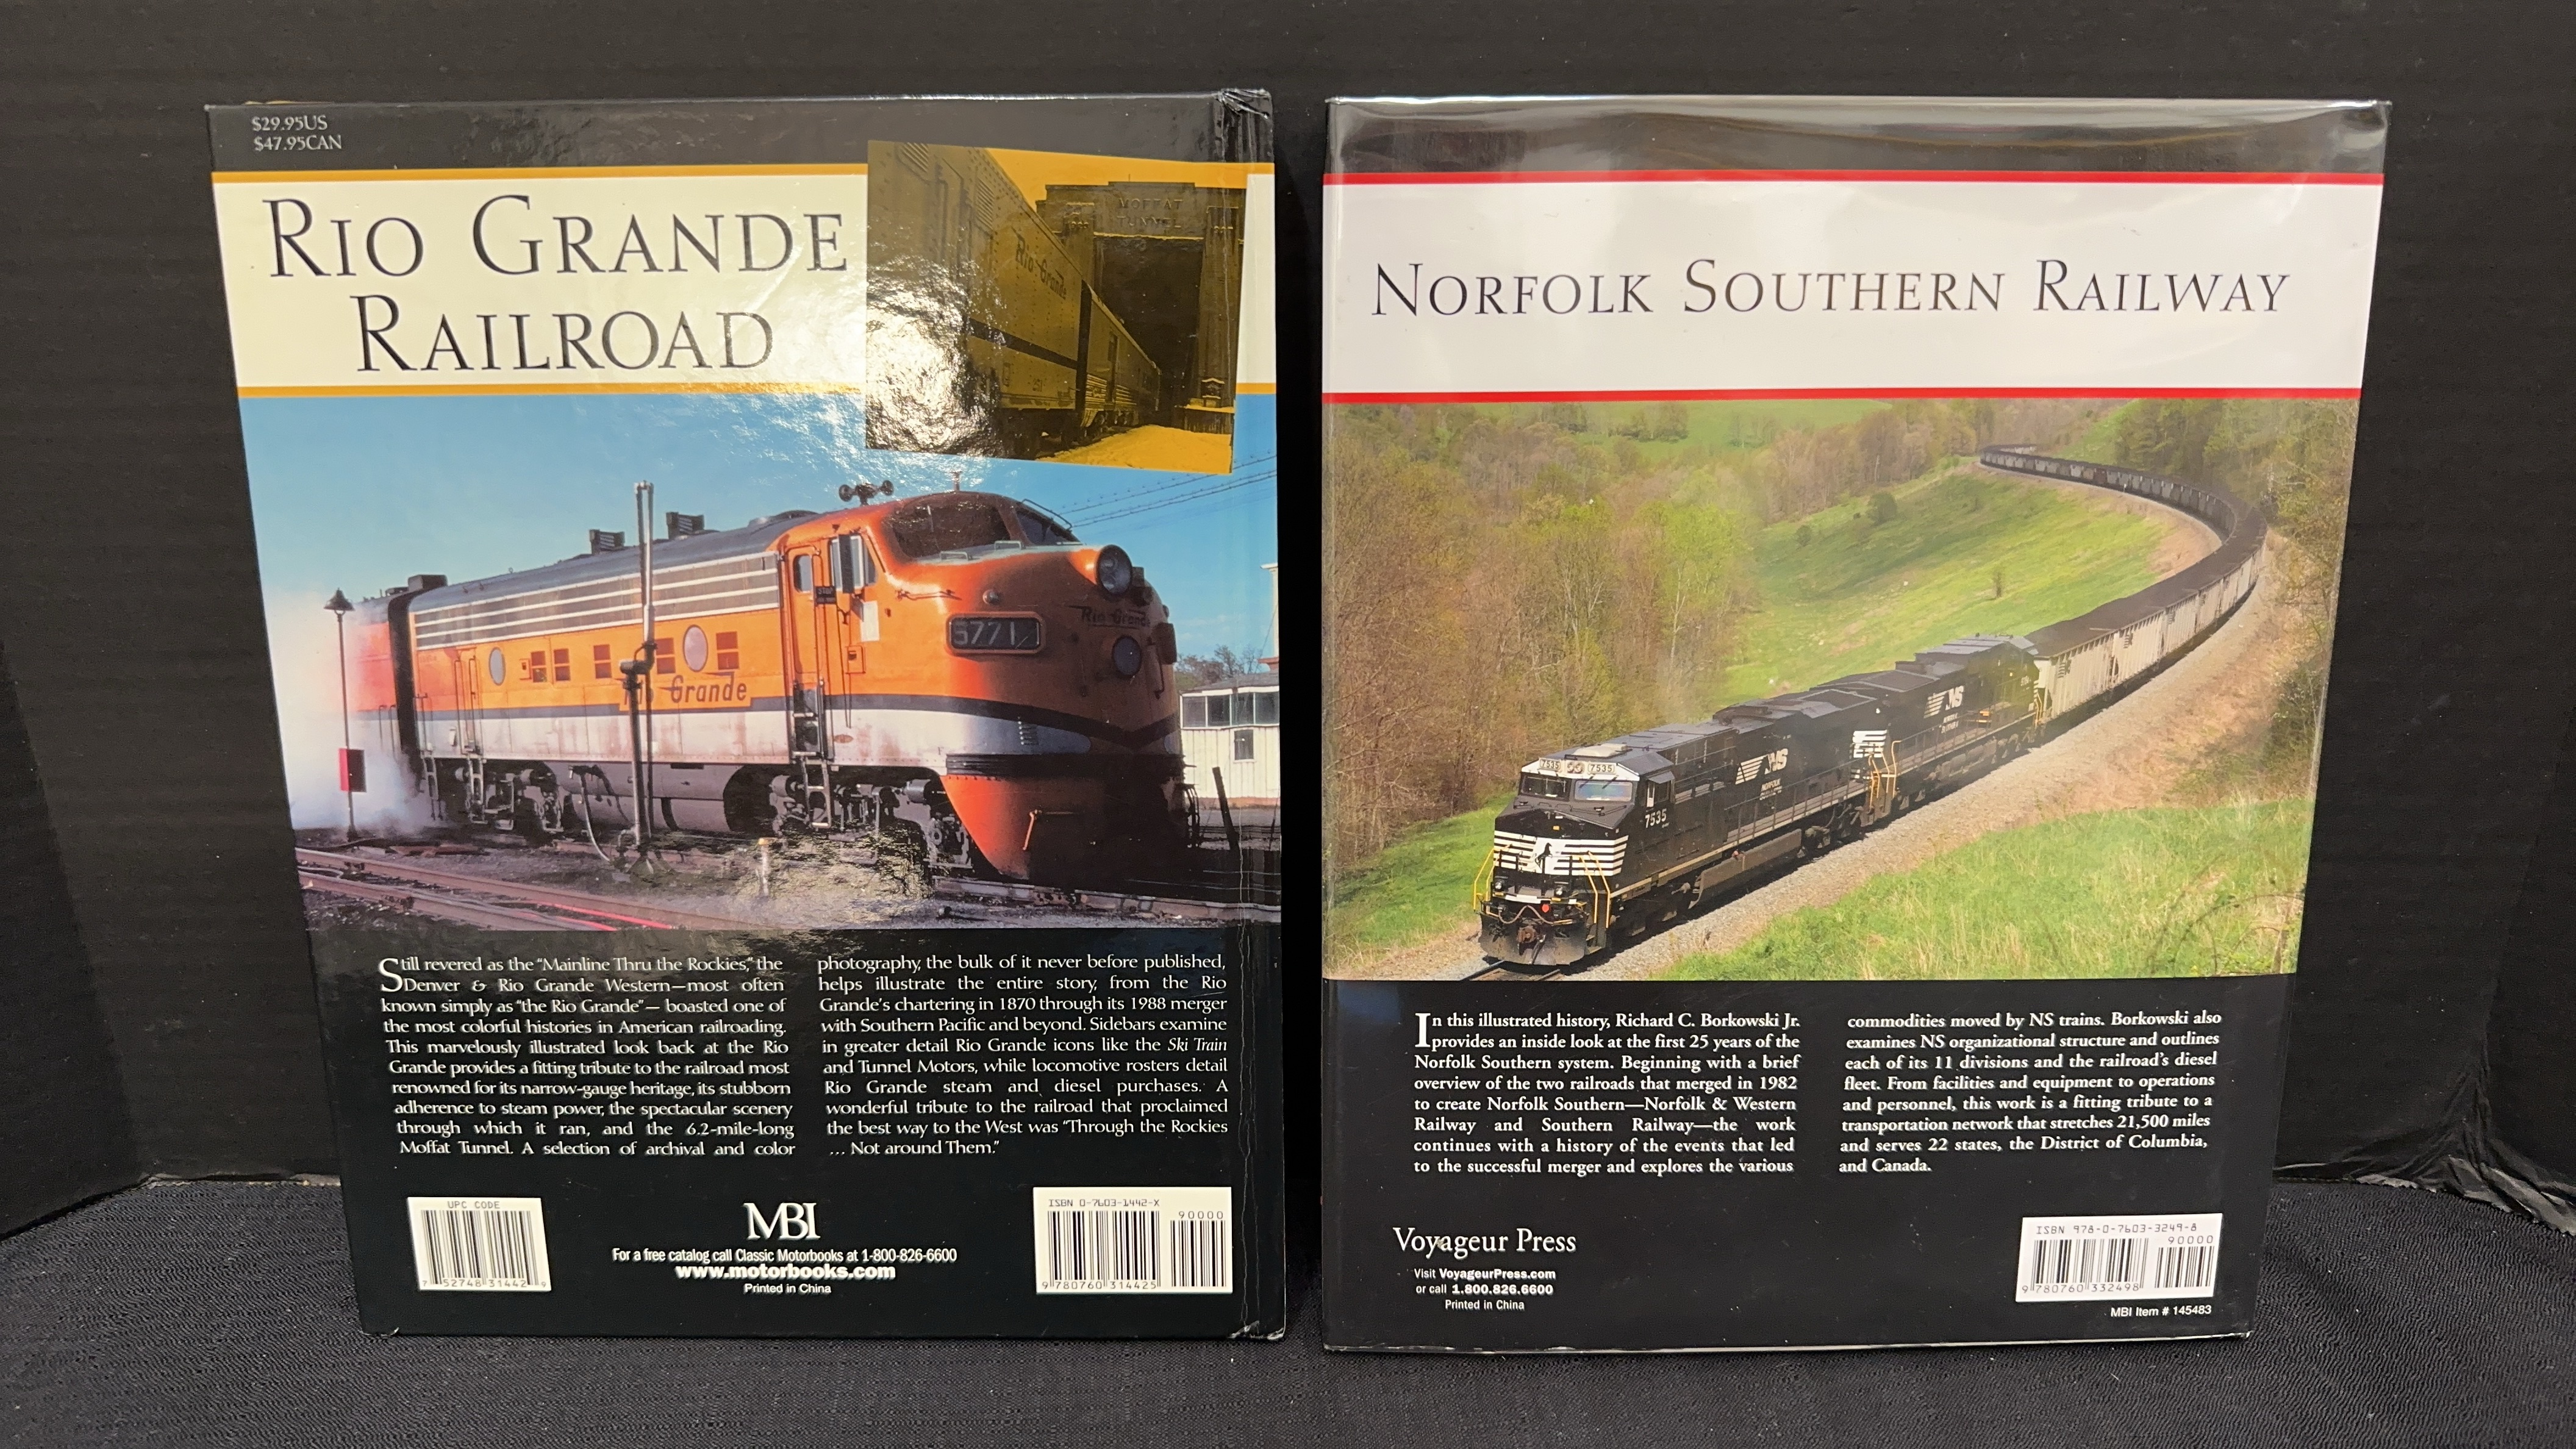 $29.95US
$47.95CAN
RIO GRANDE
RAILROAD
MOFFAT
TUNNEL
Rio Grande
5771
Rio Grande
Grande
Still revered as the “Mainline Thru the Rockies,” the
Denver & Rio Grande Western—most often
known simply as “the Rio Grande”— boasted one of
the most colorful histories in American railroading.
This marvelously illustrated look back at the Rio
Grande provides a fitting tribute to the railroad most
renowned for its narrow-gauge heritage, its stubborn
adherence to steam power, the spectacular scenery
through which it ran, and the 6.2-mile-long
Moffat Tunnel. A selection of archival and color
photography, the bulk of it never before published,
helps illustrate the entire story, from the Rio
Grande's chartering in 1870 through its 1988 merger
with Southern Pacific and beyond. Sidebars examine
in greater detail Rio Grande icons like the Ski Train
and Tunnel Motors, while locomotive rosters detail
Rio Grande steam and diesel purchases. A
wonderful tribute to the railroad that proclaimed
the best way to the West was “Through the Rockies
... Not around Them.”
UPC CODE
7 52748 31442 9
MBI
For a free catalog call Classic Motorbooks at 1-800-826-6600
www.motorbooks.com
Printed in China
ISBN 0-7603-1442-X
90000
9 780760 314425
NORFOLK SOUTHERN RAILWAY
NS
NORFOLK
NS
7535 7535
7535
In this illustrated history, Richard C. Borkowski Jr.
provides an inside look at the first 25 years of the
Norfolk Southern system. Beginning with a brief
overview of the two railroads that merged in 1982
to create Norfolk Southern—Norfolk & Western
Railway and Southern Railway—the work
continues with a history of the events that led
to the successful merger and explores the various
commodities moved by NS trains. Borkowski also
examines NS organizational structure and outlines
each of its 11 divisions and the railroad's diesel
fleet. From facilities and equipment to operations
and personnel, this work is a fitting tribute to a
transportation network that stretches 21,500 miles
and serves 22 states, the District of Columbia,
and Canada.
Voyageur Press
Visit VoyageurPress.com
or call 1.800.826.6600
Printed in China
ISBN 978-0-7603-3249-8
90000
9 780760 332498
MBI Item # 145483